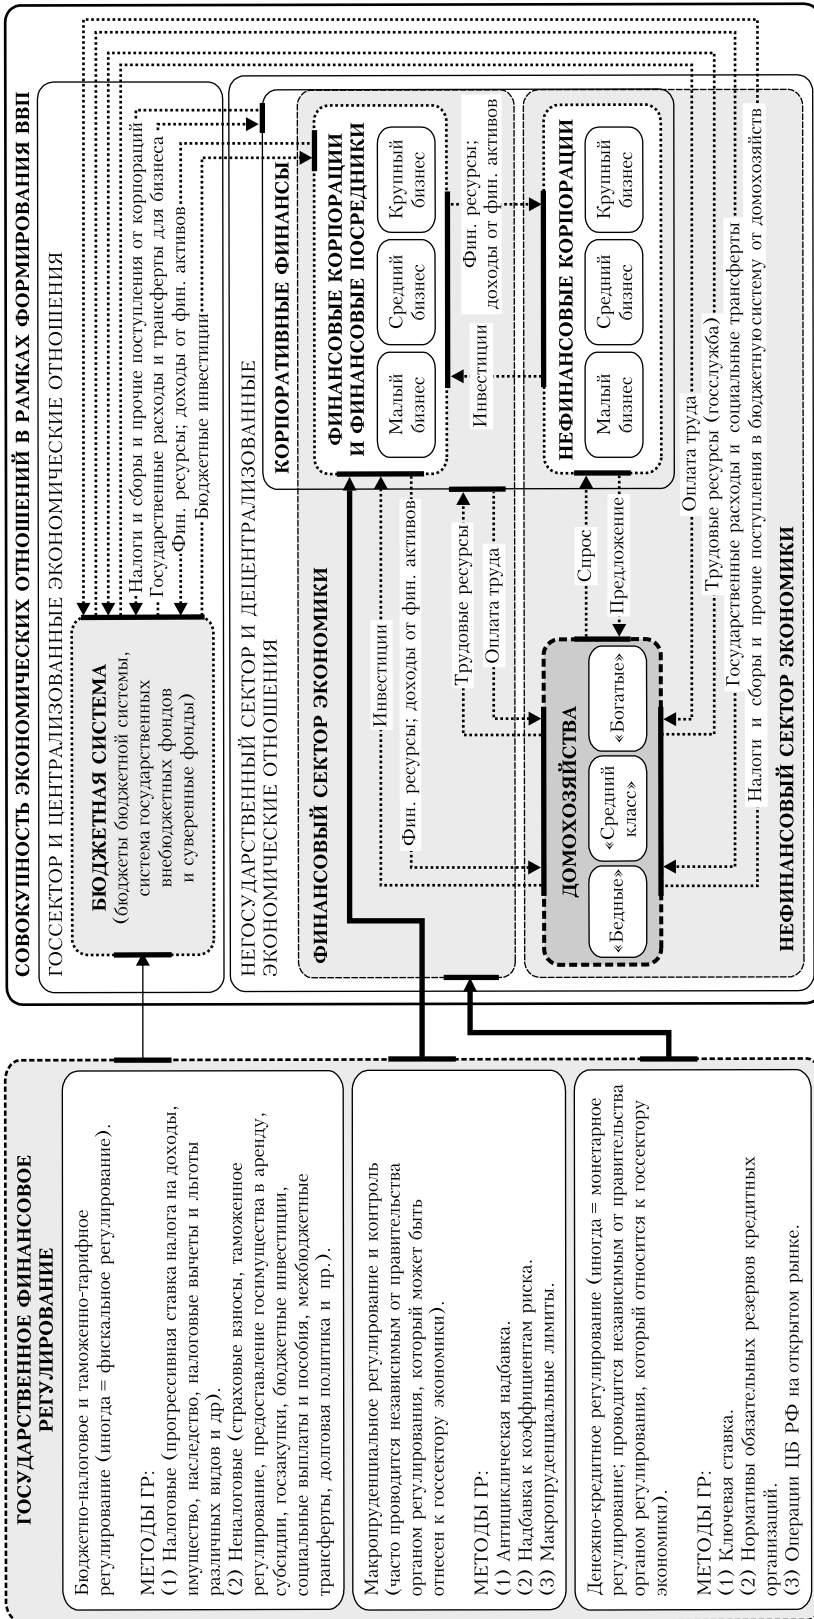 ГОСУДАРСТВЕННОЕ ФИНАНСОВОЕ
РЕГУЛИРОВАНИЕ
Бюджетно-налоговое и таможенно-тарифное
регулирование (иногда = фискальное регулирование).
МЕТОДЫ ГР:
(1) Налоговые (прогрессивная ставка налога на доходы,
имущество, наследство, налоговые вычеты и льготы
различных видов и др).
(2) Неналоговые (страховые взносы, таможенное
регулирование, предоставление госимущества в аренду,
субсидии, госзакупки, бюджетные инвестиции,
социальные выплаты и пособия, межбюджетные
трансферты, долговая политика и пр.).
Макропруденциальное регулирование и контроль
(часто проводится независимым от правительства
органом регулирования, который может быть
отнесен к госсектору экономики).
МЕТОДЫ ГР:
(1) Антициклическая надбавка.
(2) Надбавка к коэффициентам риска.
(3) Макропруденциальные лимиты.
Денежно-кредитное регулирование (иногда = монетарное
регулирование; проводится независимым от правительства
органом регулирования, который относится к госсектору
экономики).
МЕТОДЫ ГР:
(1) Ключевая ставка.
(2) Нормативы обязательных резервов кредитных
организаций.
(3) Операции ЦБ РФ на открытом рынке.
СОВОКУПНОСТЬ ЭКОНОМИЧЕСКИХ ОТНОШЕНИЙ В РАМКАХ ФОРМИРОВАНИЯ ВВП
ГОССЕКТОР И ЦЕНТРАЛИЗОВАННЫЕ ЭКОНОМИЧЕСКИЕ ОТНОШЕНИЯ
БЮДЖЕТНАЯ СИСТЕМА
(бюджеты бюджетной системы,
система государственных
внебюджетных фондов
и суверенные фонды)
Налоги и сборы и прочие поступления от корпораций
Государственные расходы и трансферты для бизнеса
Фин. ресурсы; доходы от фин. активов
Бюджетные инвестиции
НЕГОСУДАРСТВЕННЫЙ СЕКТОР И ДЕЦЕНТРАЛИЗОВАННЫЕ
ЭКОНОМИЧЕСКИЕ ОТНОШЕНИЯ
КОРПОРАТИВНЫЕ ФИНАНСЫ
ФИНАНСОВЫЙ СЕКТОР ЭКОНОМИКИ
ФИНАНСОВЫЕ КОРПОРАЦИИ
И ФИНАНСОВЫЕ ПОСРЕДНИКИ
Малый
бизнес
Средний
бизнес
Крупный
бизнес
Инвестиции
Фин. ресурсы; доходы от фин. активов
Трудовые ресурсы
Оплата труда
Инвестиции
Фин. ресурсы;
доходы от фин. активов
НЕФИНАНСОВЫЕ КОРПОРАЦИИ
Малый
бизнес
Средний
бизнес
Крупный
бизнес
Спрос
Предложение
ДОМОХОЗЯЙСТВА
«Бедные»
«Средний
класс»
«Богатые»
Оплата труда
Трудовые ресурсы (госслужба)
Государственные расходы и социальные трансферты
Налоги и сборы и прочие поступления в бюджетную систему от домохозяйств
НЕФИНАНСОВЫЙ СЕКТОР ЭКОНОМИКИ